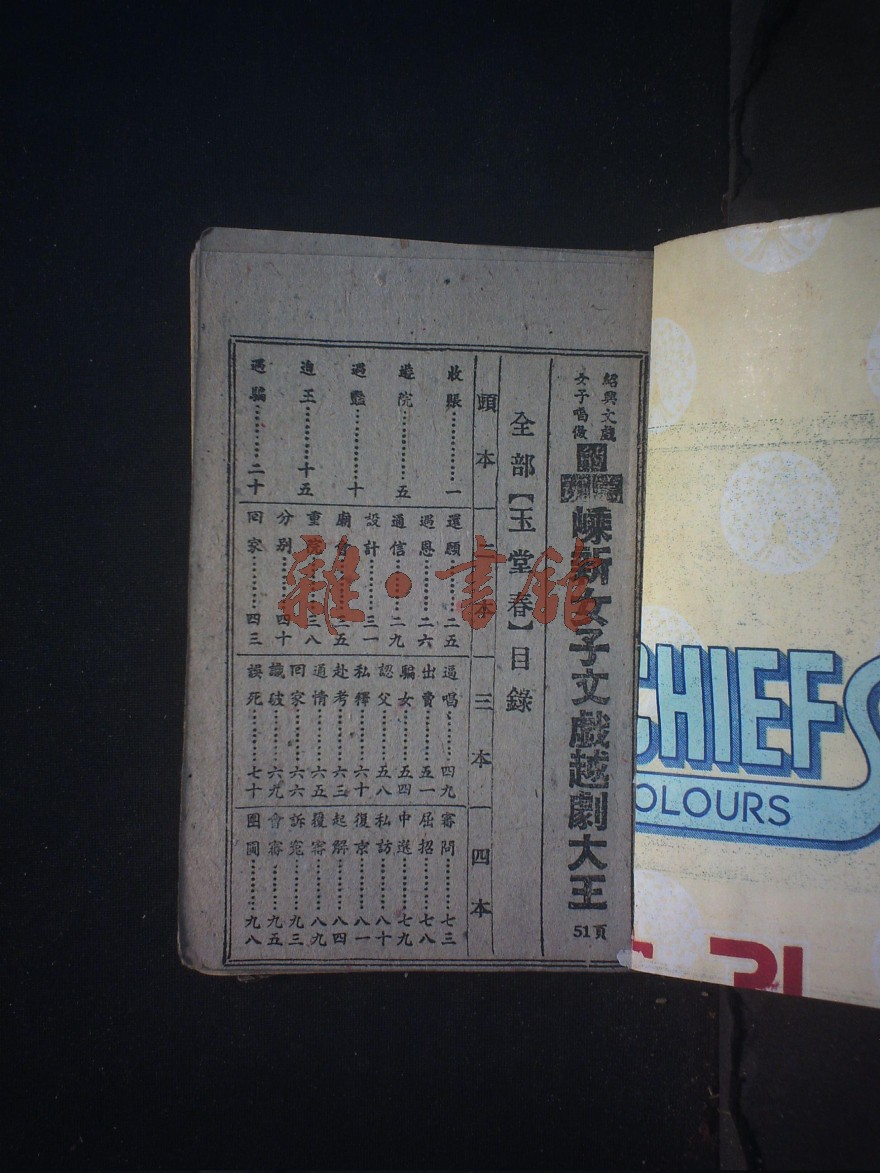 紹興文戲
女子唱做
嵊新女子文戲越劇大王
51頁
全部【玉堂春】目錄
頭本
收賬…………一
遊院…………五
遇豔…………十
進王…………十五
遇騙…………二十
二本
還願…………二五
遇恩…………二六
通信…………二九
設計…………三一
廟會…………三五
重院…………三八
分別…………四十
回家…………四三
三本
過唱…………四九
出賣…………五一
騙女…………五四
認父…………五八
私釋…………六十
赴考…………六三
通情…………六五
回家…………六六
識破…………六九
誤死…………七十
四本
審問…………七三
屈招…………七八
中選…………七九
私訪…………八十
復京…………八一
起解…………八四
覆審…………八九
訴冤…………九三
會審…………九五
團圓…………九八
雜·書館
CHIEFS
COLOURS